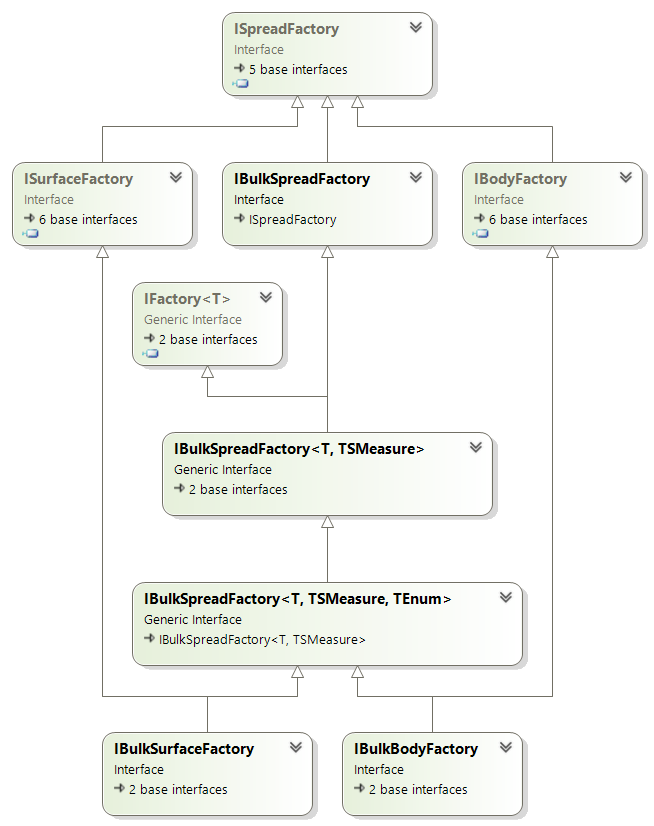 ISpreadFactory
Interface
5 base interfaces
ISurfaceFactory
Interface
6 base interfaces
IBulkSpreadFactory
Interface
ISpreadFactory
IBodyFactory
Interface
6 base interfaces
IFactory<T>
Generic Interface
2 base interfaces
IBulkSpreadFactory<T, TSMeasure>
Generic Interface
2 base interfaces
IBulkSpreadFactory<T, TSMeasure, TEnum>
Generic Interface
IBulkSpreadFactory<T, TSMeasure>
IBulkSurfaceFactory
Interface
2 base interfaces
IBulkBodyFactory
Interface
2 base interfaces